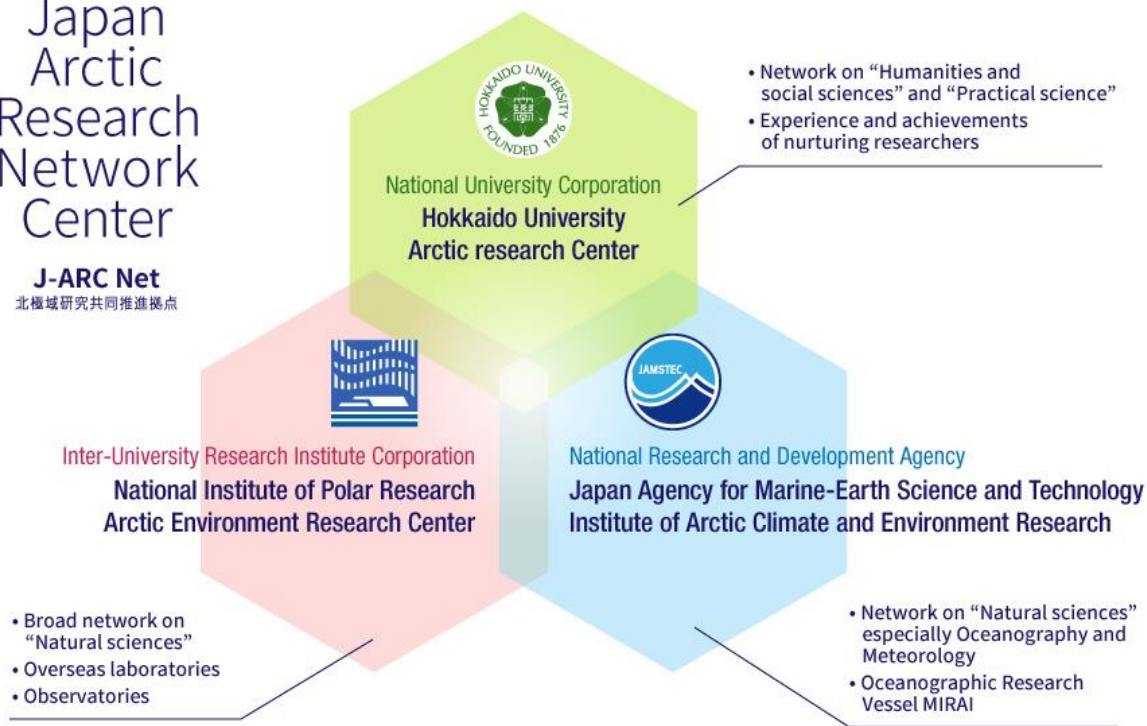 Japan
Arctic
Research
Network
Center
J-ARC Net
北極域研究共同推進拠点
HOKKAIDO UNIVERSITY
FOUNDED 1876
National University Corporation
Hokkaido University
Arctic research Center
• Network on “Humanities and
social sciences” and “Practical science”
• Experience and achievements
of nurturing researchers
Inter-University Research Institute Corporation
National Institute of Polar Research
Arctic Environment Research Center
• Broad network on
“Natural sciences”
• Overseas laboratories
• Observatories
JAMSTEC
National Research and Development Agency
Japan Agency for Marine-Earth Science and Technology
Institute of Arctic Climate and Environment Research
• Network on “Natural sciences”
especially Oceanography and
Meteorology
• Oceanographic Research
Vessel MIRAI